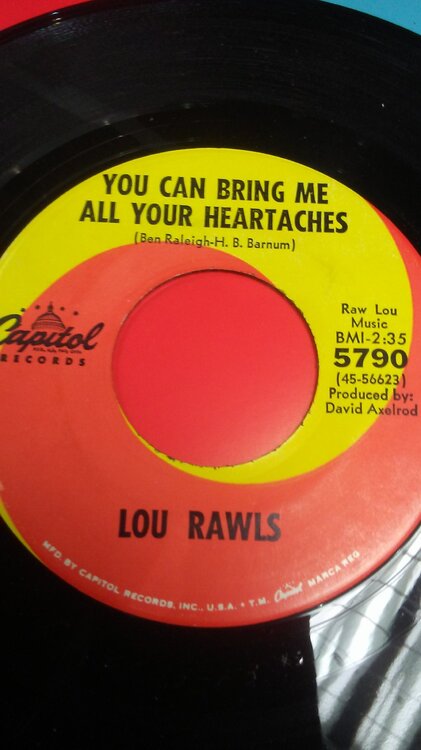 YOU CAN BRING ME
ALL YOUR HEARTACHES
(Ben Raleigh-H. B. Barnum)
Capitol
RECORDS
Raw Lou
Music
BMI-2:35
5790
(45-56623)
Produced by:
David Axelrod
LOU RAWLS
MFD. BY CAPITOL RECORDS, INC., U.S.A. • T.M. Capitol MARCA REG